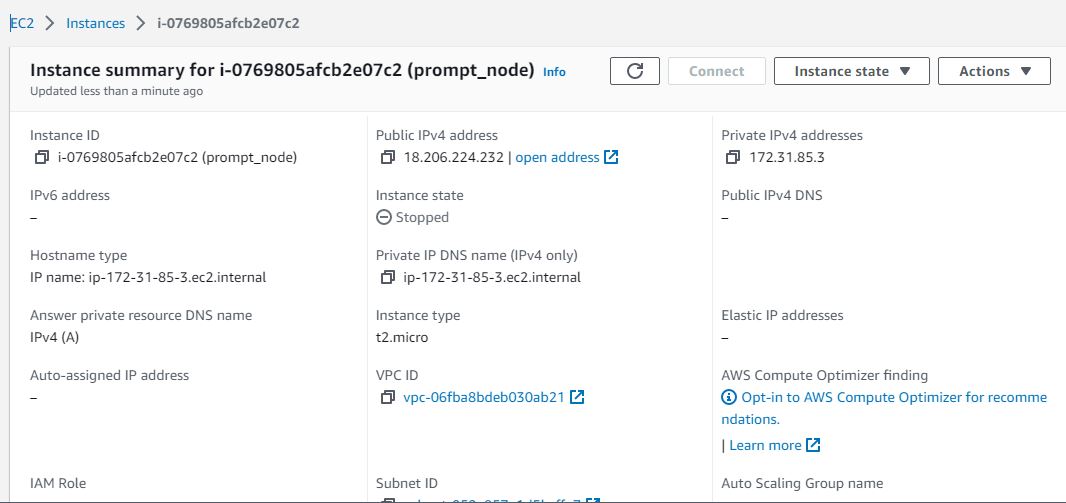 EC2 > Instances > i-0769805afcb2e07c2
Instance summary for i-0769805afcb2e07c2 (prompt_node) Info
Connect
Instance state
Actions
Updated less than a minute ago
Instance ID
i-0769805afcb2e07c2 (prompt_node)
Public IPv4 address
18.206.224.232 | open address
Private IPv4 addresses
172.31.85.3
IPv6 address
–
Instance state
Stopped
Public IPv4 DNS
–
Hostname type
IP name: ip-172-31-85-3.ec2.internal
Private IP DNS name (IPv4 only)
ip-172-31-85-3.ec2.internal
Answer private resource DNS name
IPv4 (A)
Instance type
t2.micro
Elastic IP addresses
–
Auto-assigned IP address
–
VPC ID
vpc-06fba8bdeb030ab21
AWS Compute Optimizer finding
Opt-in to AWS Compute Optimizer for recomme
ndations.
| Learn more
IAM Role
Subnet ID
Auto Scaling Group name